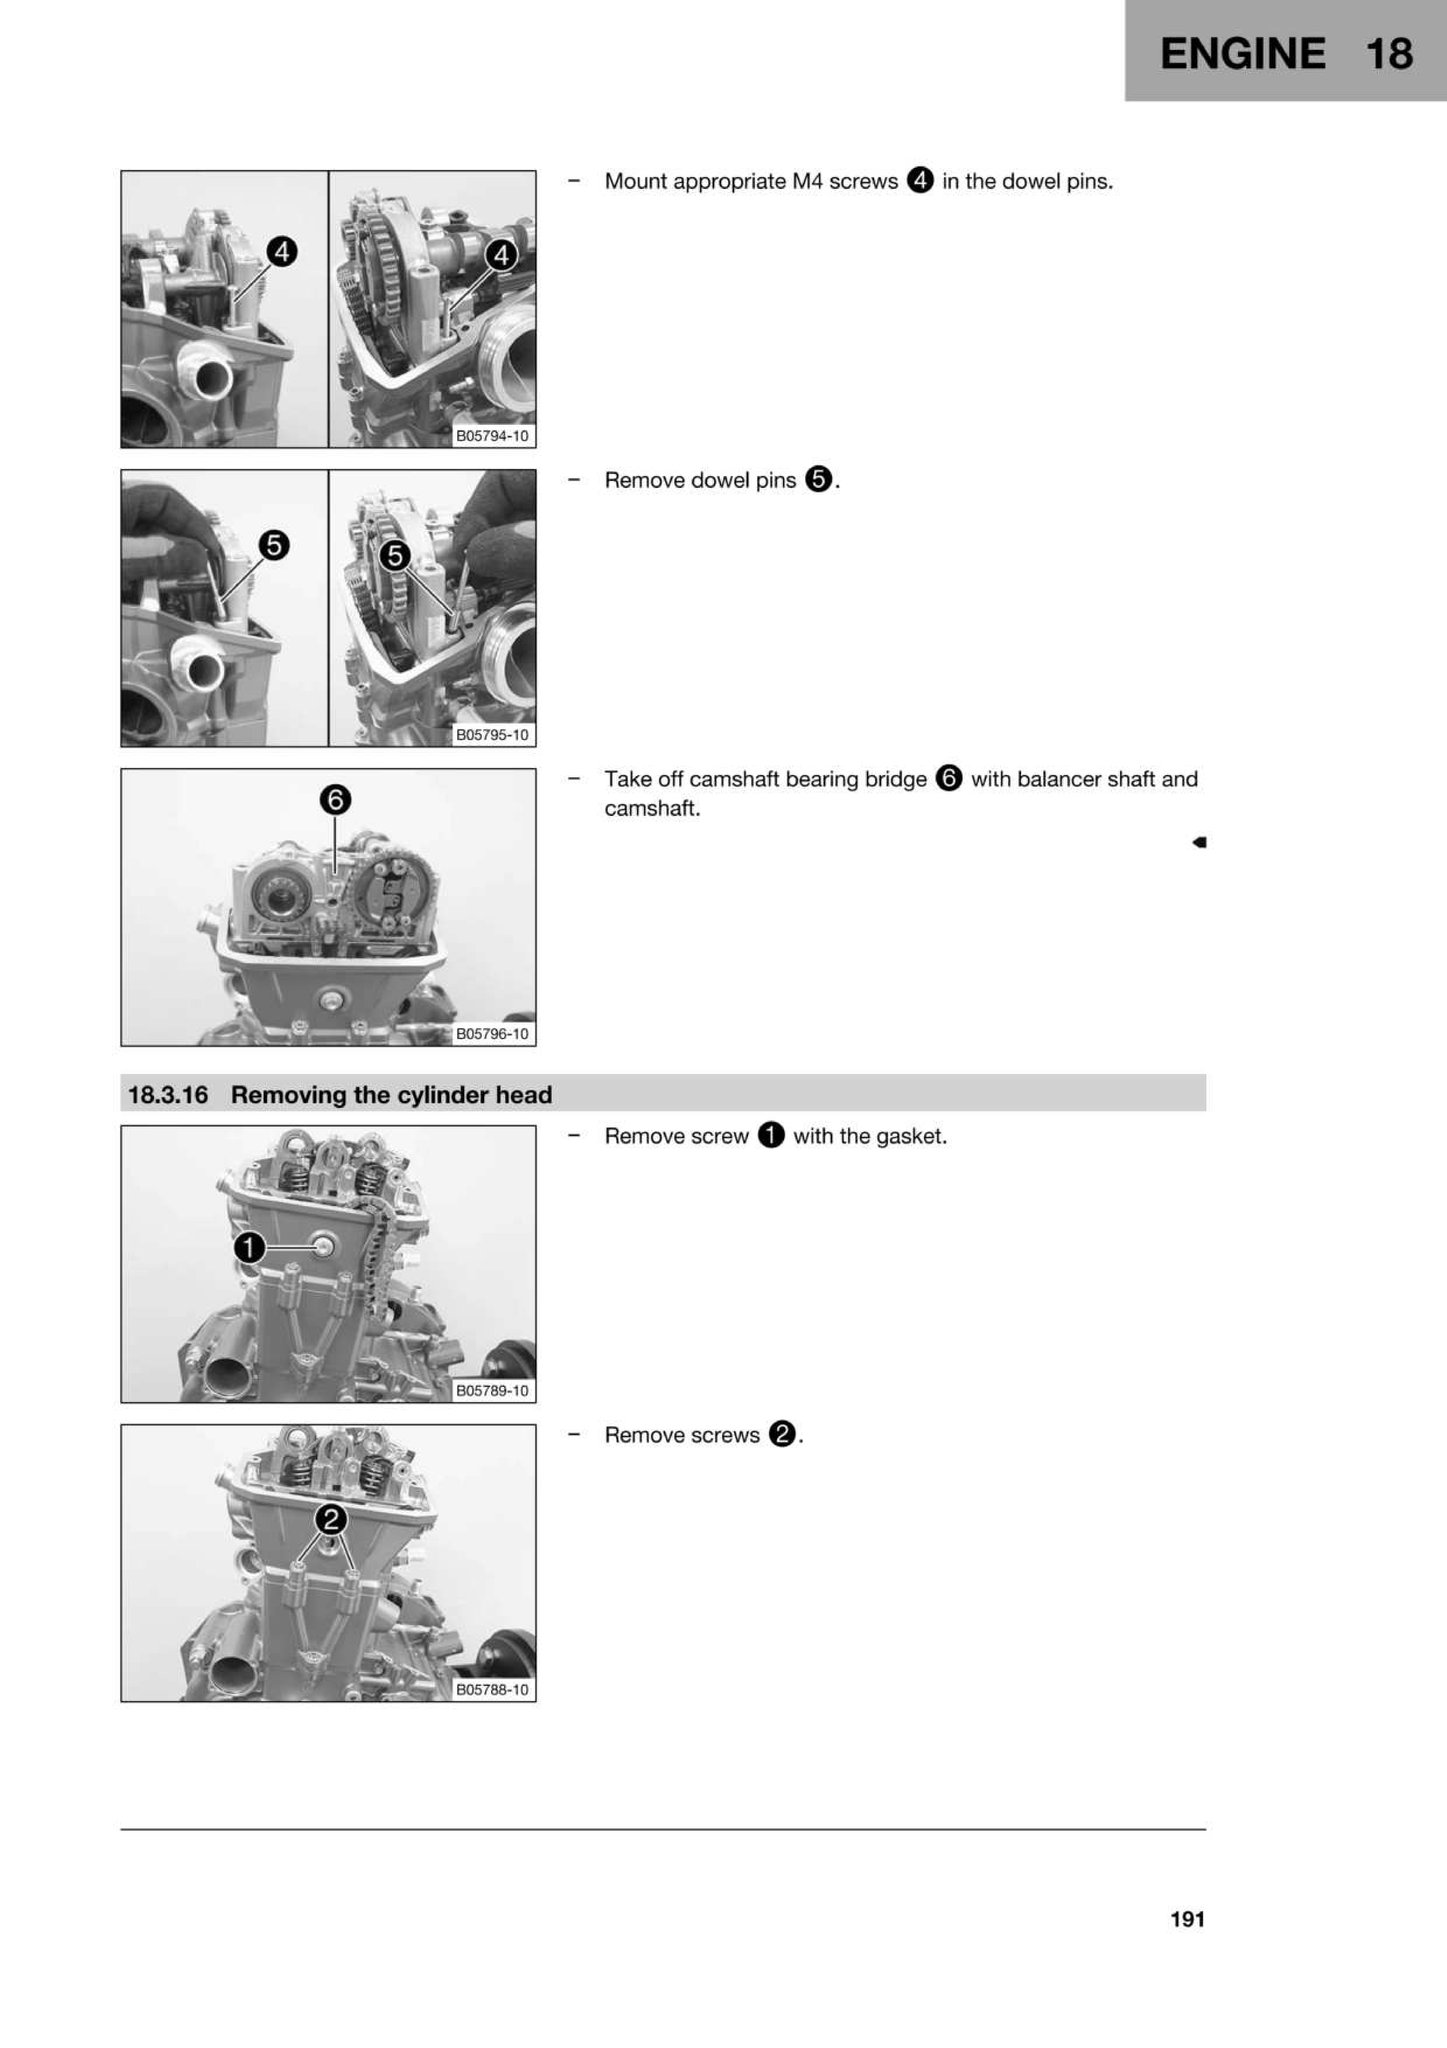 ENGINE 18
– Mount appropriate M4 screws 4 in the dowel pins.
4
4
B05794-10
– Remove dowel pins 5.
5
5
B05795-10
– Take off camshaft bearing bridge 6 with balancer shaft and
camshaft.
6
B05796-10
18.3.16 Removing the cylinder head
– Remove screw 1 with the gasket.
1
B05789-10
– Remove screws 2.
2
B05788-10
191